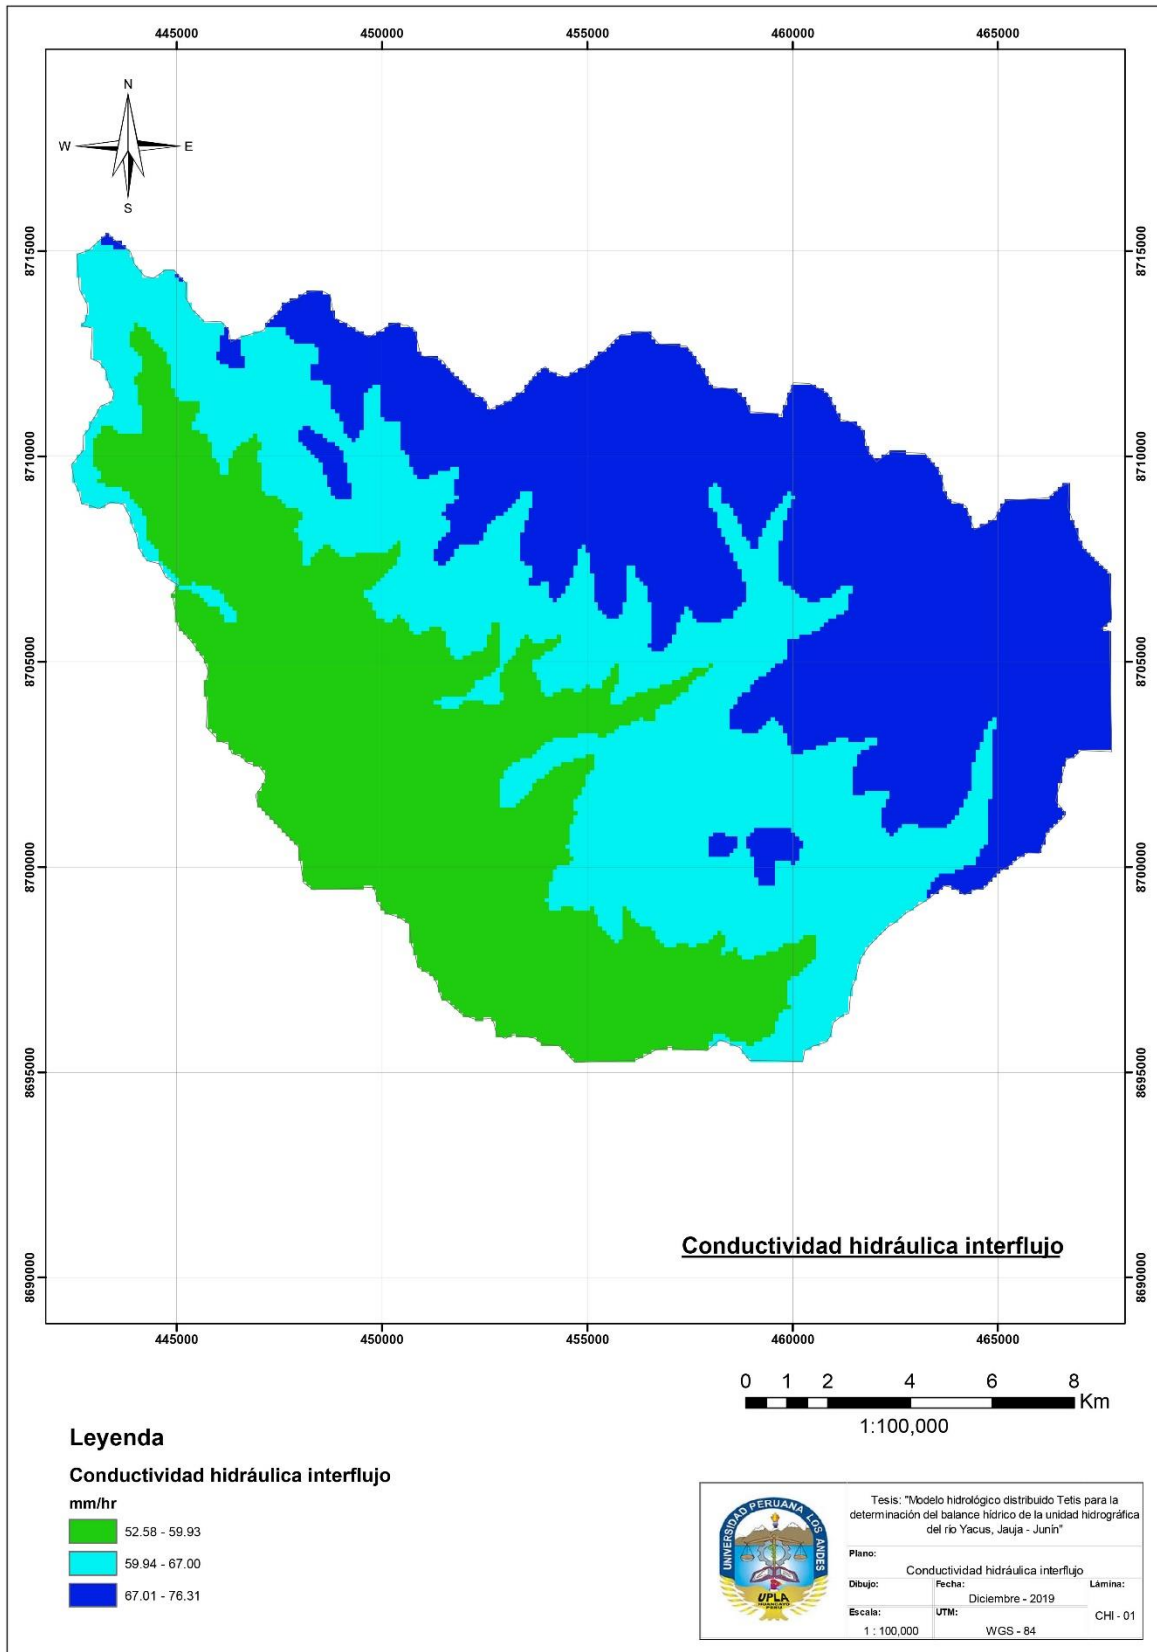 445000 450000 455000 460000 465000
N
W E
S
8715000 8715000
8710000 8710000
8705000 8705000
8700000 8700000
8695000 8695000
8690000 8690000
Conductividad hidráulica interflujo
445000 450000 455000 460000 465000
0 1 2 4 6 8
Km
1:100,000
Leyenda
Conductividad hidráulica interflujo
mm/hr
52.58 - 59.93
59.94 - 67.00
67.01 - 76.31
UNIVERSIDAD PERUANA LOS ANDES
UPLA
HUANCAYO
PERU
Tesis: "Modelo hidrológico distribuido Tetis para la
determinación del balance hídrico de la unidad hidrográfica
del río Yacus, Jauja - Junín"
Plano:
Conductividad hidráulica interflujo
Dibujo: Fecha: Lámina:
Diciembre - 2019
CHI - 01
Escala: UTM:
1 : 100,000 WGS - 84